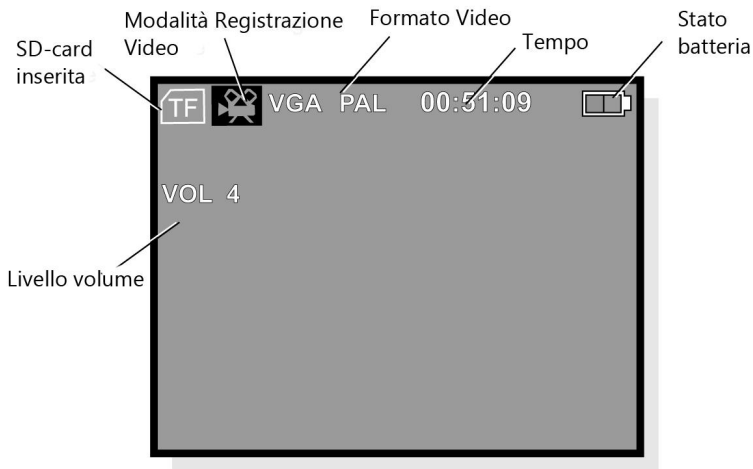 Modalità Registrazione
Video
Formato Video
Stato
batteria
SD-card
inserita
Tempo
TF
VGA PAL 00:51:09
VOL 4
Livello volume